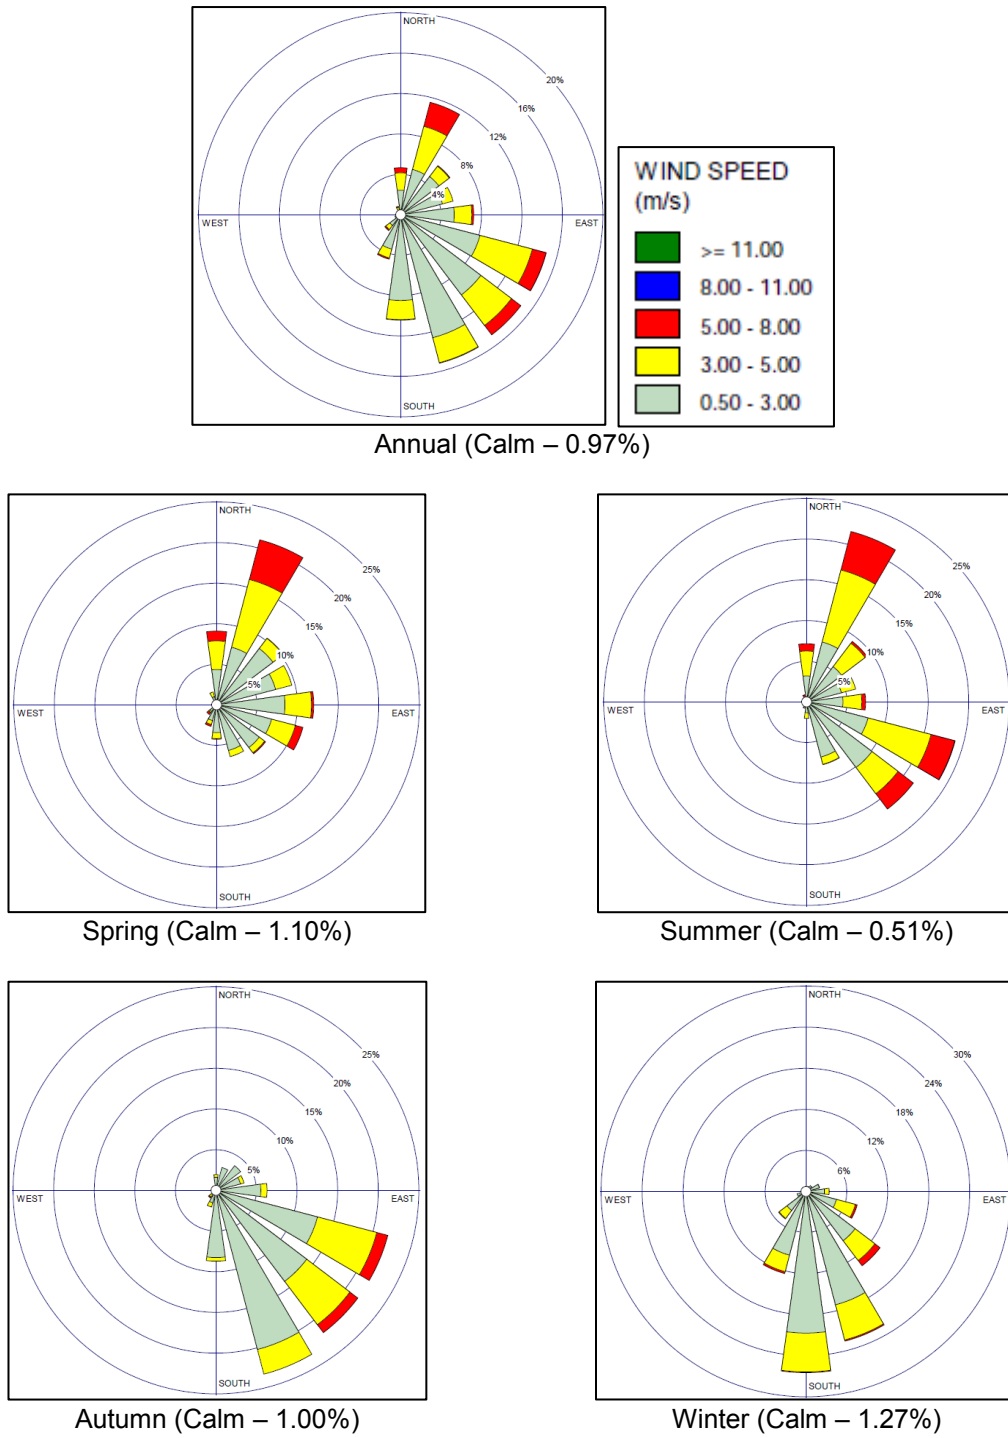 NORTH
20%
16%
12%
8%
4%
WEST
EAST
SOUTH
WIND SPEED
(m/s)
>= 11.00
8.00 - 11.00
5.00 - 8.00
3.00 - 5.00
0.50 - 3.00
Annual (Calm – 0.97%)
NORTH
25%
20%
15%
10%
5%
WEST
EAST
SOUTH
Spring (Calm – 1.10%)
NORTH
25%
20%
15%
10%
5%
WEST
EAST
SOUTH
Summer (Calm – 0.51%)
NORTH
25%
20%
15%
10%
5%
WEST
EAST
SOUTH
Autumn (Calm – 1.00%)
NORTH
30%
24%
18%
12%
6%
WEST
EAST
SOUTH
Winter (Calm – 1.27%)